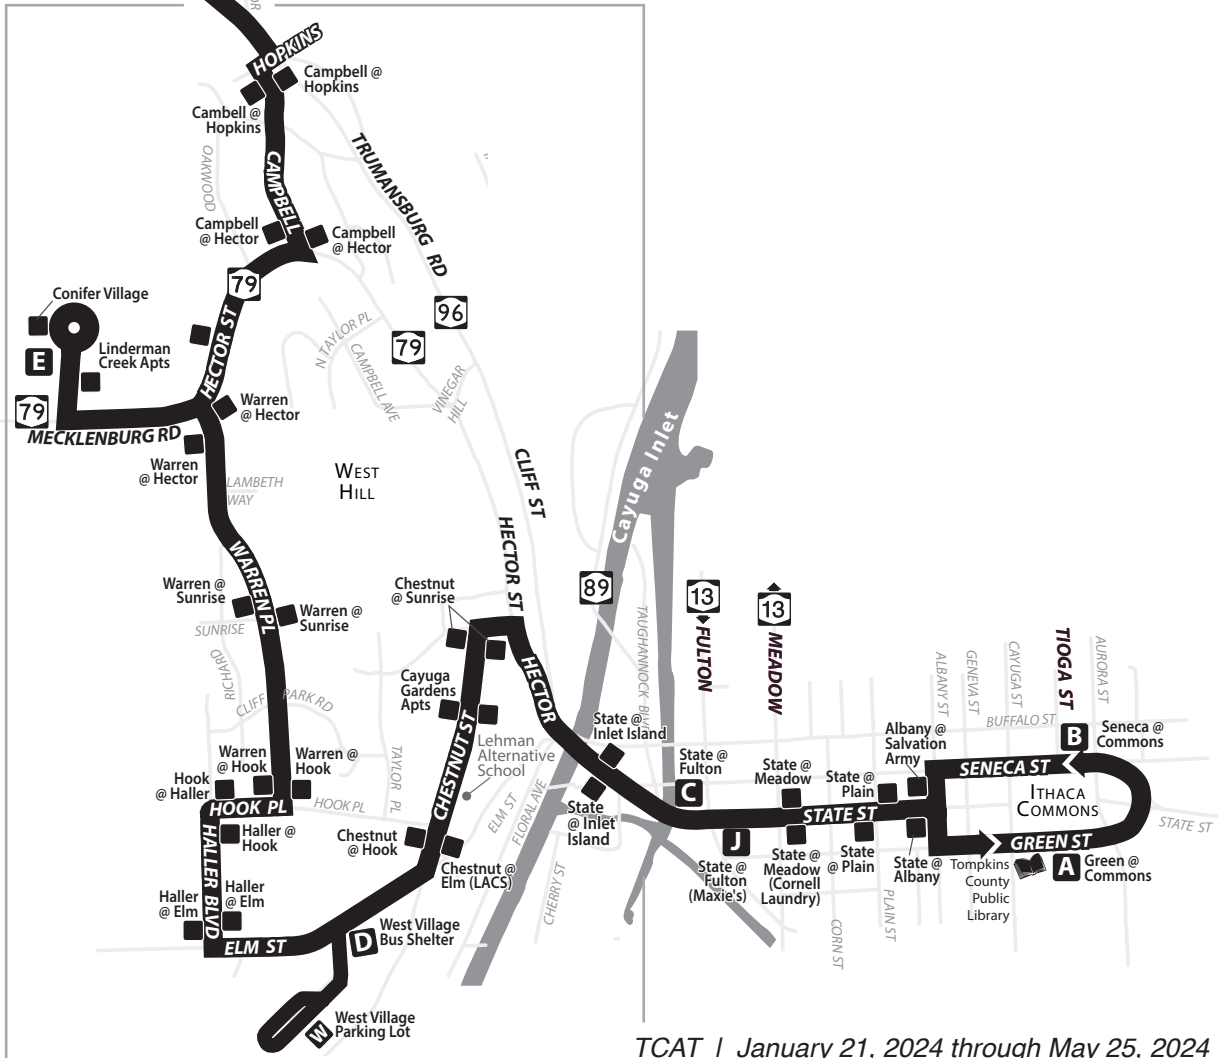 HOPKINS
Campbell @
Hopkins
Cambell @
Hopkins
OAKWOOD
CAMPBELL
TRUMANSBURG RD
Campbell
@ Hector
Campbell
@ Hector
79
Conifer Village
E
Linderman
Creek Apts
HECTOR ST
96
79
N TAYLOR PL
CAMPBELL AVE
VINEGAR
HILL
79
MECKLENBURG RD
Warren
@ Hector
Warren
@ Hector
LAMBETH
WAY
WEST
HILL
CLIFF ST
HECTOR ST
Cayuga Inlet
WARREN PL
Warren @
Sunrise
Warren @
Sunrise
SUNRISE
RICHARD
CLIFF PARK RD
Chestnut
@ Sunrise
89
13
FULTON
13
MEADOW
TAUGHANNOCK BLVD
HECTOR
Cayuga
Gardens
Apts
CHESTNUT ST
Lehman
Alternative
School
State @
Inlet Island
State
@ Inlet
Island
ELM ST
FLORAL AVE
CHERRY ST
Warren
@ Hook
Warren @
Hook
Hook
@ Haller
HOOK PL
HOOK PL
TAYLOR PL
HALLER BLVD
Haller @
Hook
Haller
@ Elm
Haller
@ Elm
ELM ST
Chestnut
@ Hook
Chestnut @
Elm (LACS)
D
West Village
Bus Shelter
W
West Village
Parking Lot
State @
Fulton
C
J
State @
Fulton
(Maxie's)
State @
Meadow
STATE ST
State @
Meadow
(Cornell
Laundry)
State @
Plain
State
@ Plain
CORN ST
PLAIN ST
Albany @
Salvation
Army
State @
Albany
ALBANY ST
GENEVA ST
CAYUGA ST
TIOGA ST
AURORA ST
BUFFALO ST
B
Seneca @
Commons
SENECA ST
ITHACA
COMMONS
GREEN ST
STATE ST
Tompkins
County
Public
Library
A
Green @
Commons
TCAT | January 21, 2024 through May 25, 2024